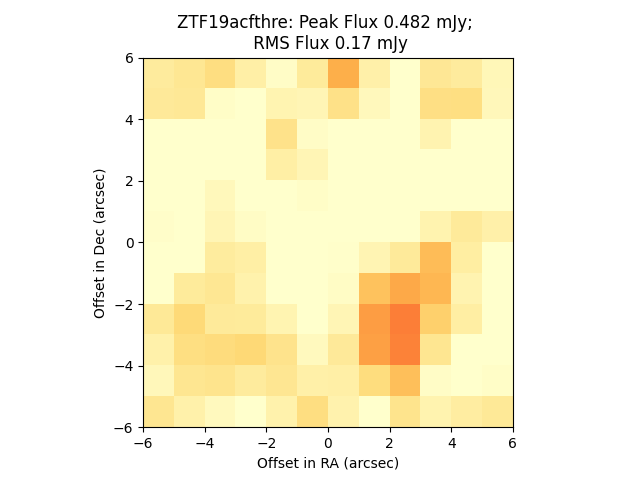 ZTF19acfthre: Peak Flux 0.482 mJy;
RMS Flux 0.17 mJy
6
4
2
0
−2
−4
−6
Offset in Dec (arcsec)
−6 −4 −2 0 2 4 6
Offset in RA (arcsec)